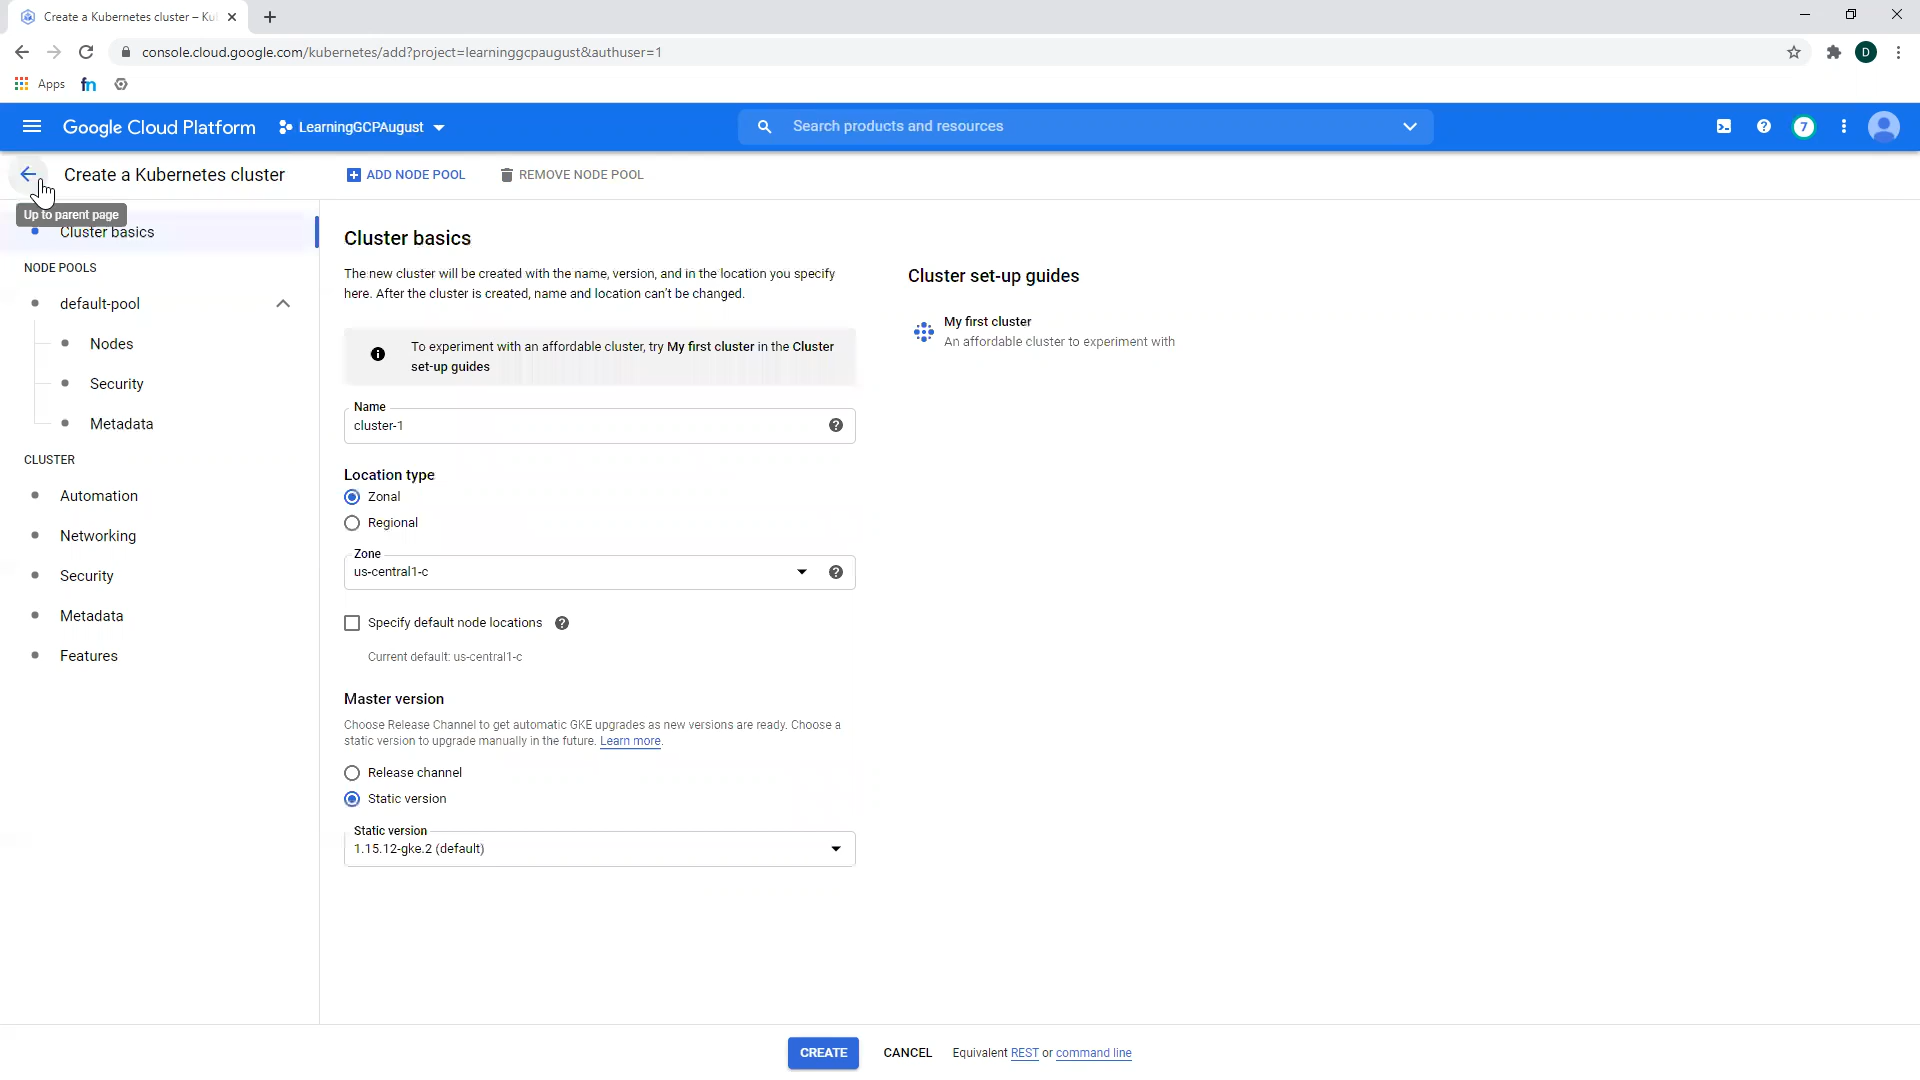 Create a Kubernetes cluster – Ku
console.cloud.google.com/kubernetes/add?project=learninggcpaugust&authuser=1
D
Apps
fn
Google Cloud Platform
LearningGCPAugust
Search products and resources
7
Create a Kubernetes cluster
ADD NODE POOL
REMOVE NODE POOL
Up to parent page
Cluster basics
NODE POOLS
default-pool
Nodes
Security
Metadata
CLUSTER
Automation
Networking
Security
Metadata
Features
Cluster basics
The new cluster will be created with the name, version, and in the location you specify
here. After the cluster is created, name and location can't be changed.
To experiment with an affordable cluster, try My first cluster in the Cluster
set-up guides
Name
cluster-1
Location type
Zonal
Regional
Zone
us-central1-c
Specify default node locations
Current default: us-central1-c
Master version
Choose Release Channel to get automatic GKE upgrades as new versions are ready. Choose a
static version to upgrade manually in the future. Learn more.
Release channel
Static version
Static version
1.15.12-gke.2 (default)
Cluster set-up guides
My first cluster
An affordable cluster to experiment with
CREATE
CANCEL
Equivalent REST or command line